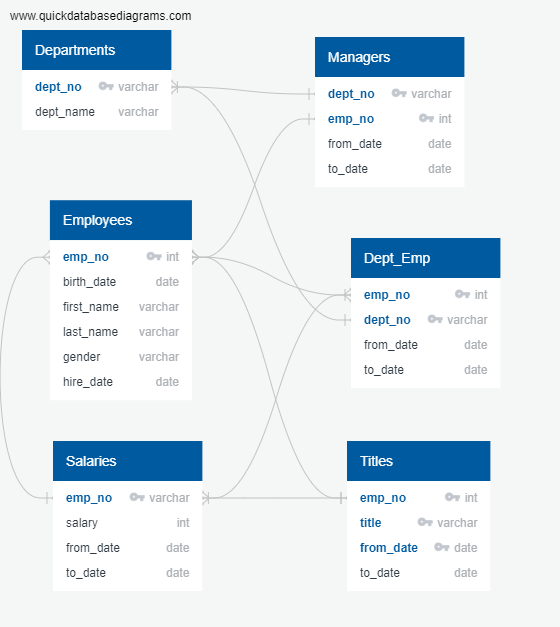 www.quickdatabasediagrams.com
Departments
dept_no varchar
dept_name varchar
Managers
dept_no varchar
emp_no int
from_date date
to_date date
Employees
emp_no int
birth_date date
first_name varchar
last_name varchar
gender varchar
hire_date date
Dept_Emp
emp_no int
dept_no varchar
from_date date
to_date date
Salaries
emp_no varchar
salary int
from_date date
to_date date
Titles
emp_no int
title varchar
from_date date
to_date date